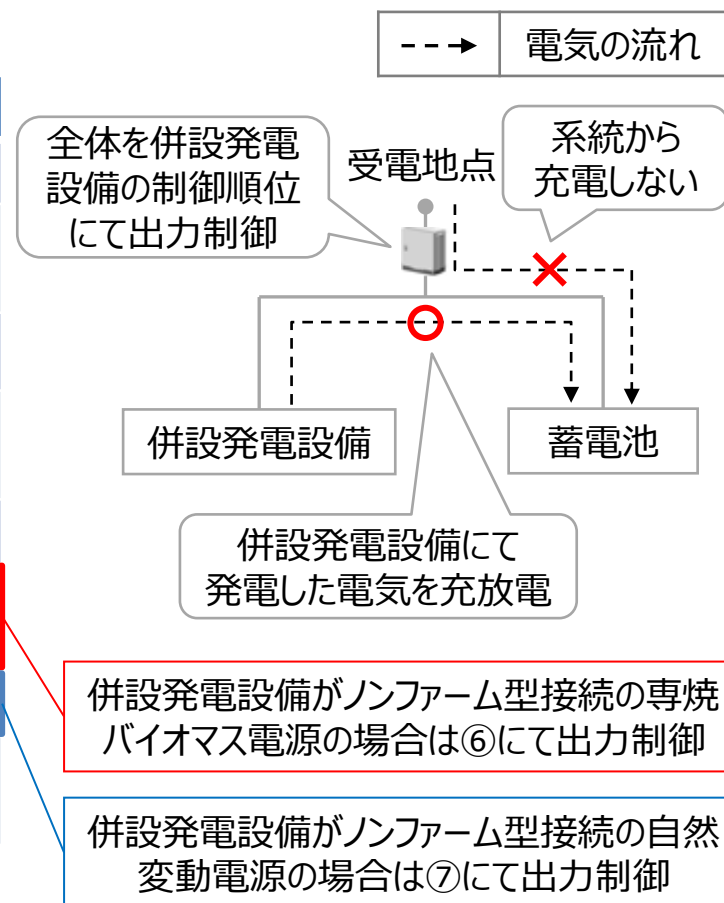 電気の流れ
全体を併設発電
設備の制御順位
にて出力制御
受電地点
系統から
充電しない
併設発電設備
蓄電池
併設発電設備にて
発電した電気を充放電
併設発電設備がノンファーム型接続の専焼
バイオマス電源の場合は⑥にて出力制御
併設発電設備がノンファーム型接続の自然
変動電源の場合は⑦にて出力制御